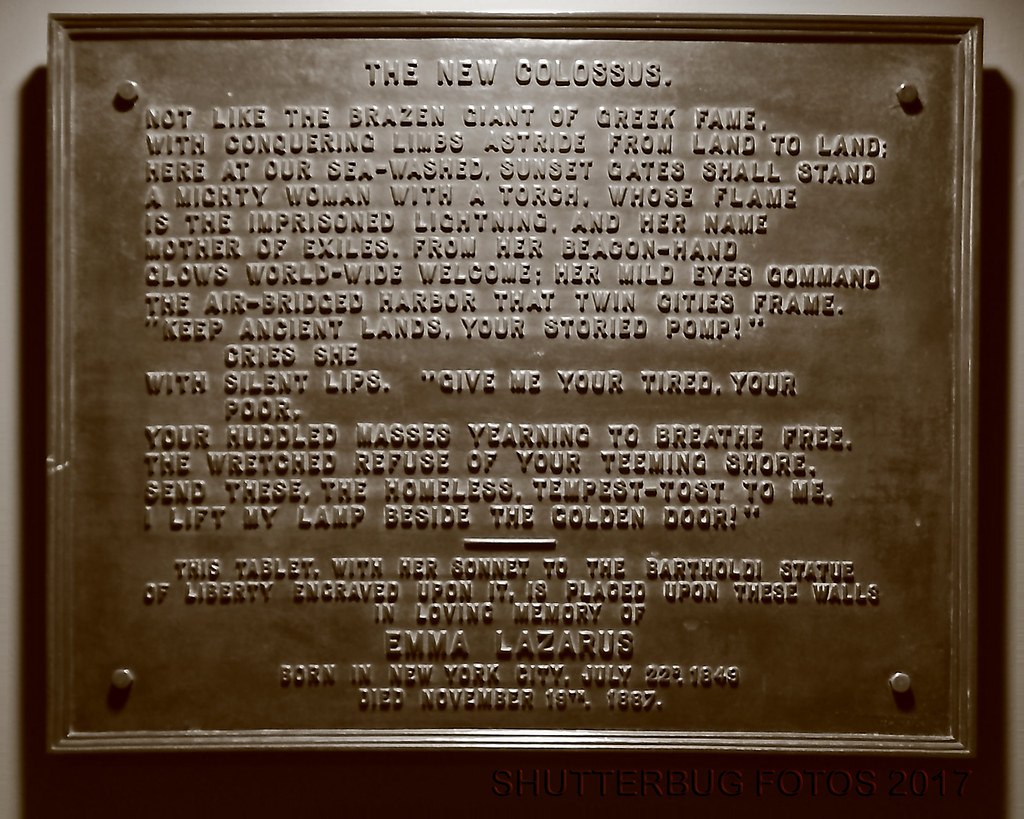 THE NEW COLOSSUS.
NOT LIKE THE BRAZEN GIANT OF GREEK FAME,
WITH CONQUERING LIMBS ASTRIDE FROM LAND TO LAND;
HERE AT OUR SEA-WASHED, SUNSET GATES SHALL STAND
A MIGHTY WOMAN WITH A TORCH, WHOSE FLAME
IS THE IMPRISONED LIGHTNING, AND HER NAME
MOTHER OF EXILES. FROM HER BEACON-HAND
GLOWS WORLD-WIDE WELCOME; HER MILD EYES COMMAND
THE AIR-BRIDGED HARBOR THAT TWIN CITIES FRAME.
"KEEP ANCIENT LANDS, YOUR STORIED POMP!"
CRIES SHE
WITH SILENT LIPS. "GIVE ME YOUR TIRED, YOUR
POOR,
YOUR HUDDLED MASSES YEARNING TO BREATHE FREE,
THE WRETCHED REFUSE OF YOUR TEEMING SHORE,
SEND THESE, THE HOMELESS, TEMPEST-TOST TO ME,
I LIFT MY LAMP BESIDE THE GOLDEN DOOR!"
THIS TABLET, WITH HER SONNET TO THE BARTHOLDI STATUE
OF LIBERTY ENGRAVED UPON IT, IS PLACED UPON THESE WALLS
IN LOVING MEMORY OF
EMMA LAZARUS
BORN IN NEW YORK CITY, JULY 22D, 1849
DIED NOVEMBER 19TH, 1887.
SHUTTERBUG FOTOS 2017